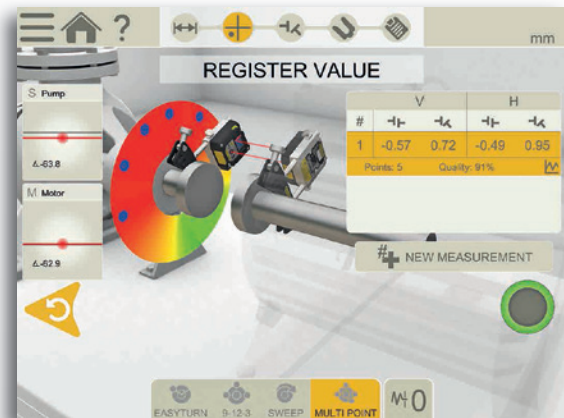 ?
mm
REGISTER VALUE
S Pump
-63.8
M Motor
-62.9
V H
#
1 -0.57 0.72 -0.49 0.95
Points: 5 Quality: 91%
# NEW MEASUREMENT
EASYTURN 9-12-3 SWEEP MULTI POINT
0